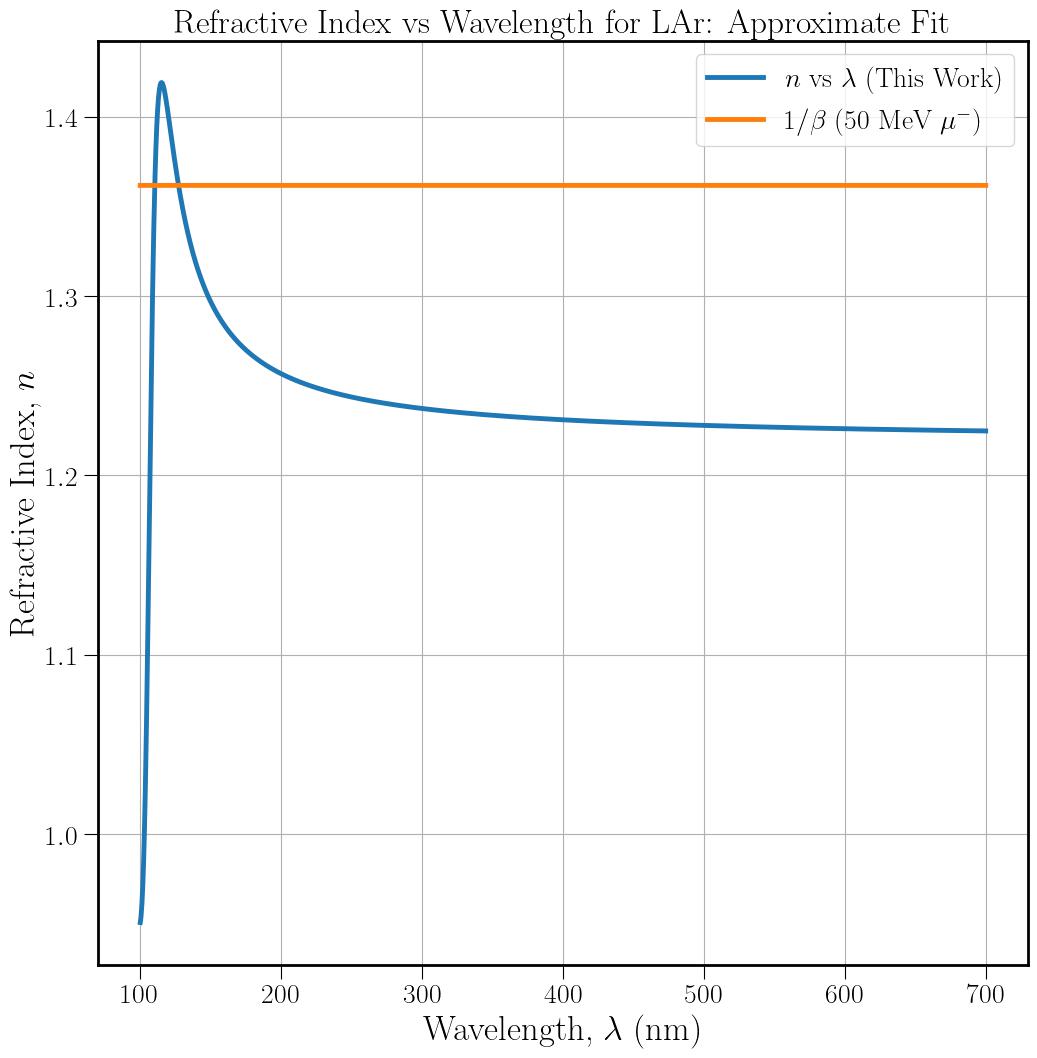 Refractive Index vs Wavelength for LAr: Approximate Fit
n vs λ (This Work)
1/β (50 MeV μ⁻)
Refractive Index, n
1.4
1.3
1.2
1.1
1.0
100 200 300 400 500 600 700
Wavelength, λ (nm)